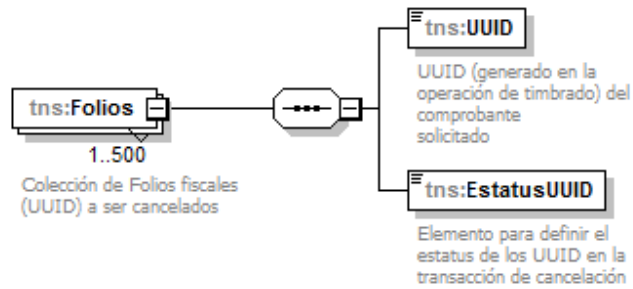 tns:UUID
UUID (generado en la
operación de timbrado) del
comprobante
solicitado
tns:Folios
1..500
Colección de Folios fiscales
(UUID) a ser cancelados
tns:EstatusUUID
Elemento para definir el
estatus de los UUID en la
transacción de cancelación